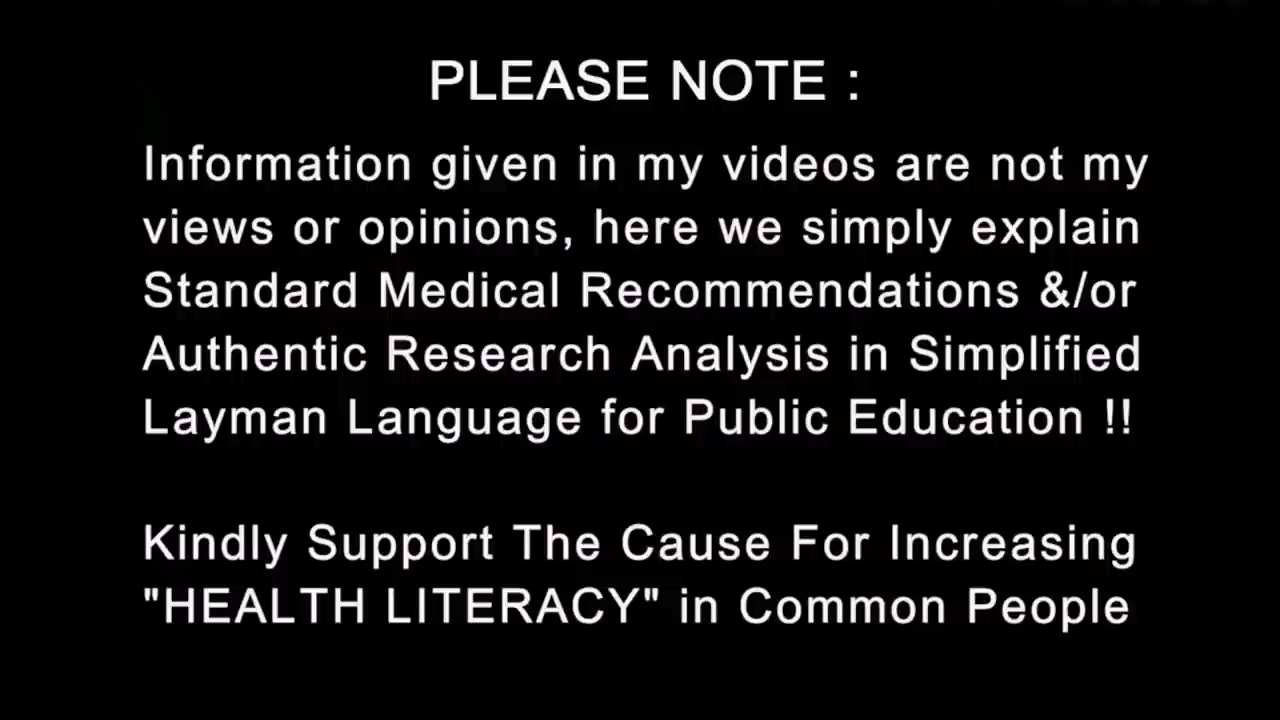 PLEASE NOTE :
Information given in my videos are not my
views or opinions, here we simply explain
Standard Medical Recommendations &/or
Authentic Research Analysis in Simplified
Layman Language for Public Education !!
Kindly Support The Cause For Increasing
"HEALTH LITERACY" in Common People